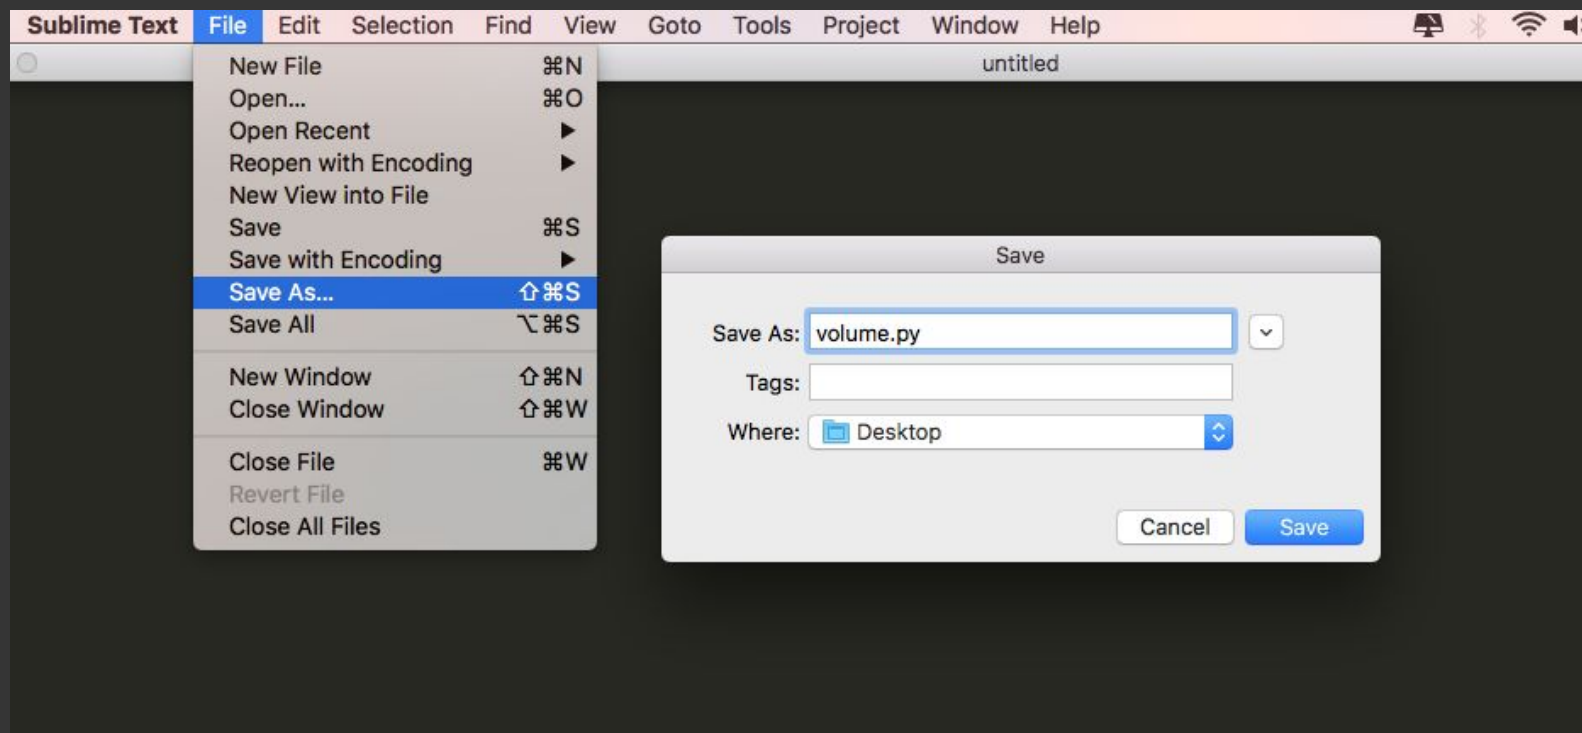 Sublime Text File Edit Selection Find View Goto Tools Project Window Help
untitled
New File ⌘N
Open... ⌘O
Open Recent ▶
Reopen with Encoding ▶
New View into File
Save ⌘S
Save with Encoding ▶
Save As... ⇧⌘S
Save All ⌥⌘S
New Window ⇧⌘N
Close Window ⇧⌘W
Close File ⌘W
Revert File
Close All Files
Save
Save As: volume.py
Tags:
Where: Desktop
Cancel Save